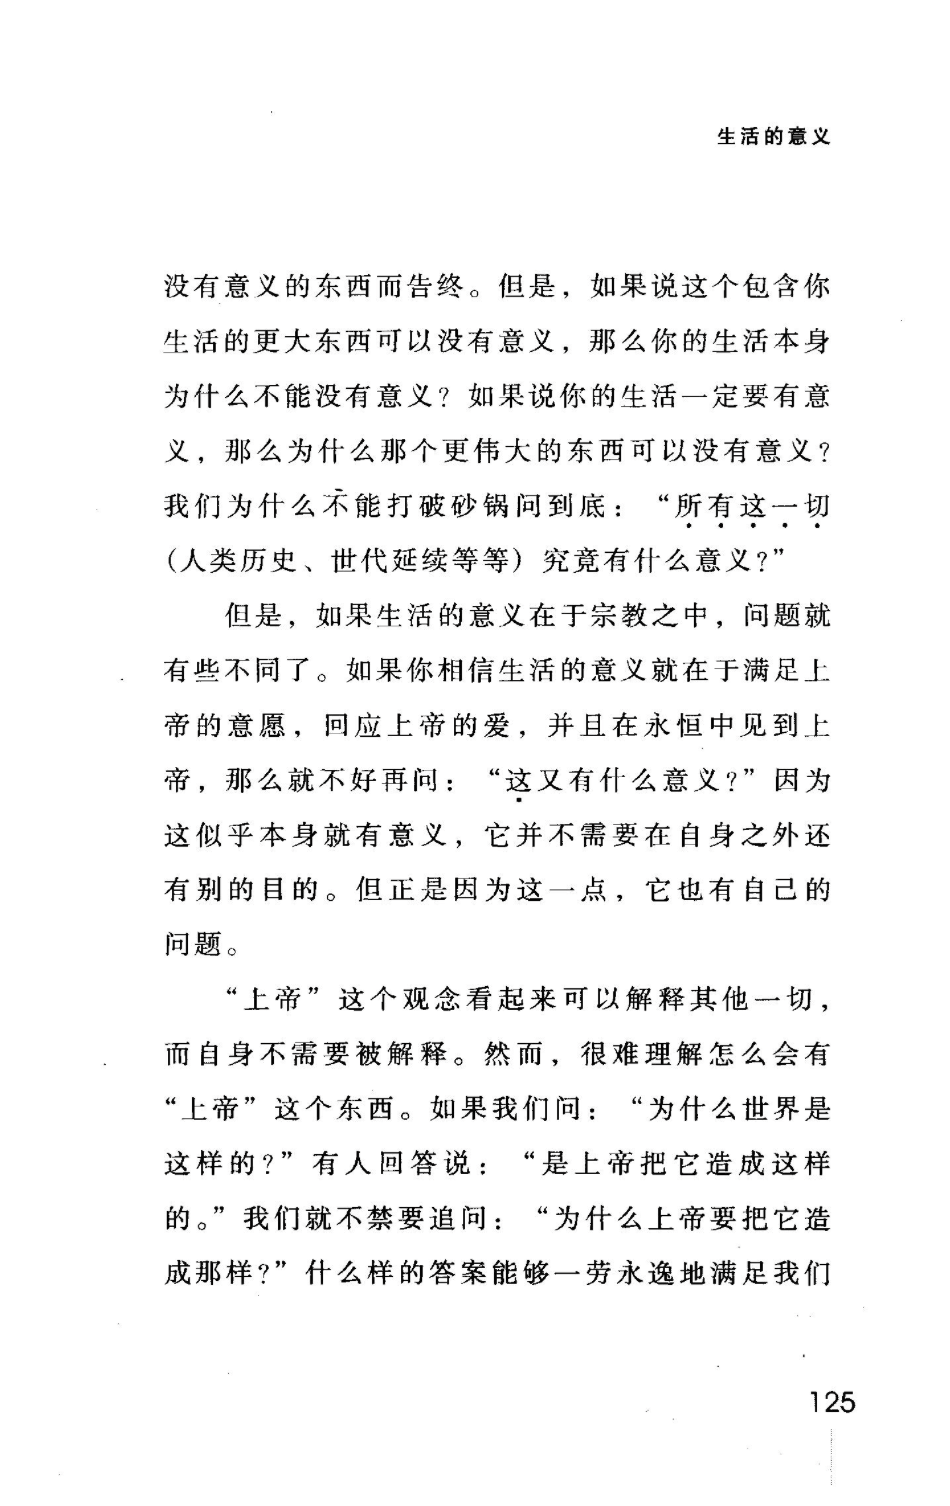 生活的意义
没有意义的东西而告终。但是，如果说这个包含你
生活的更大东西可以没有意义，那么你的生活本身
为什么不能没有意义？如果说你的生活一定要有意
义，那么为什么那个更伟大的东西可以没有意义？
我们为什么不能打破砂锅问到底：“所有这一切
(人类历史、世代延续等等）究竟有什么意义？”
但是，如果生活的意义在于宗教之中，问题就
有些不同了。如果你相信生活的意义就在于满足上
帝的意愿，回应上帝的爱，并且在永恒中见到上
帝，那么就不好再问：“这又有什么意义？”因为
这似乎本身就有意义，它并不需要在自身之外还
有别的目的。但正是因为这一点，它也有自己的
问题。
“上帝”这个观念看起来可以解释其他一切，
而自身不需要被解释。然而，很难理解怎么会有
“上帝”这个东西。如果我们问：“为什么世界是
这样的？”有人回答说：“是上帝把它造成这样
的。”我们就不禁要追问：“为什么上帝要把它造
成那样？”什么样的答案能够一劳永逸地满足我们
125